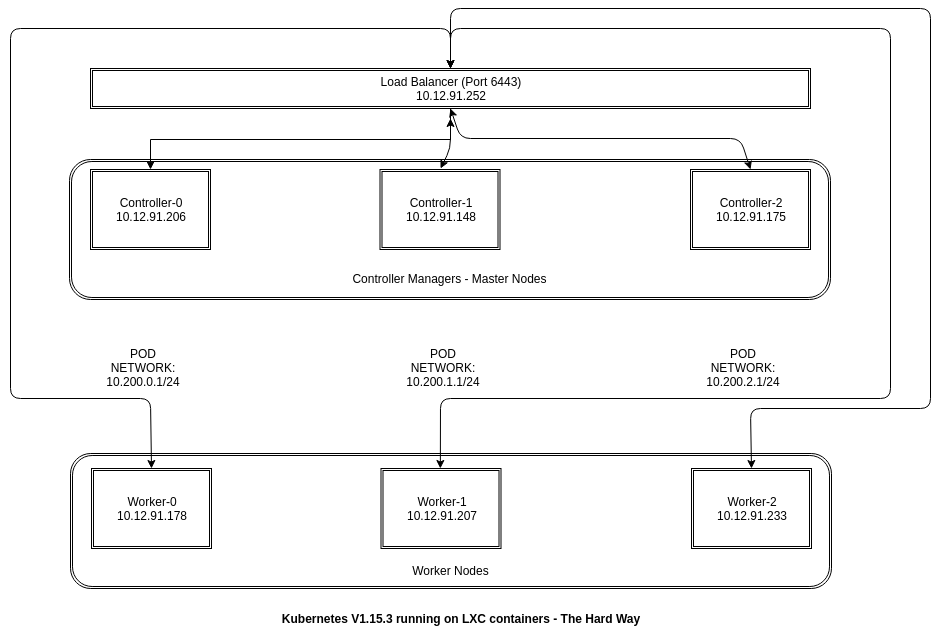 Load Balancer (Port 6443)
10.12.91.252
Controller-0
10.12.91.206
Controller-1
10.12.91.148
Controller-2
10.12.91.175
Controller Managers - Master Nodes
POD
NETWORK:
10.200.0.1/24
POD
NETWORK:
10.200.1.1/24
POD
NETWORK:
10.200.2.1/24
Worker-0
10.12.91.178
Worker-1
10.12.91.207
Worker-2
10.12.91.233
Worker Nodes
Kubernetes V1.15.3 running on LXC containers - The Hard Way